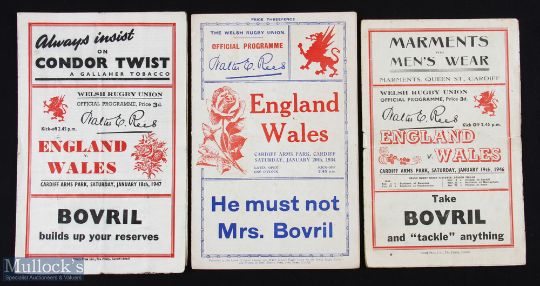 Always insist
ON
CONDOR TWIST
A GALLAHER TOBACCO
WELSH RUGBY UNION
OFFICIAL PROGRAMME, Price 3d.
Walter E. Rees
Kick-off 2.45 p.m.
ENGLAND
v.
WALES
CARDIFF ARMS PARK, SATURDAY, JANUARY 18th, 1947
BOVRIL
builds up your reserves
PRICE THREEPENCE
THE WELSH RUGBY UNION
OFFICIAL PROGRAMME
Walter E. Rees
England
Wales
CARDIFF ARMS PARK, CARDIFF
SATURDAY, JANUARY 20th, 1934
KICK-OFF
He must not
Mrs. Bovril
MARMENTS
FOR
MEN'S WEAR
MARMENTS QUEEN ST. CARDIFF
WELSH RUGBY UNION
OFFICIAL PROGRAMME, Price 3d.
Walter E. Rees
Kick Off 2.45 p.m.
ENGLAND
v.
WALES
CARDIFF ARMS PARK, SATURDAY, JANUARY 19th, 1946
Take
BOVRIL
and "tackle" anything
Mullock's
Specialist Auctioneers & Valuers